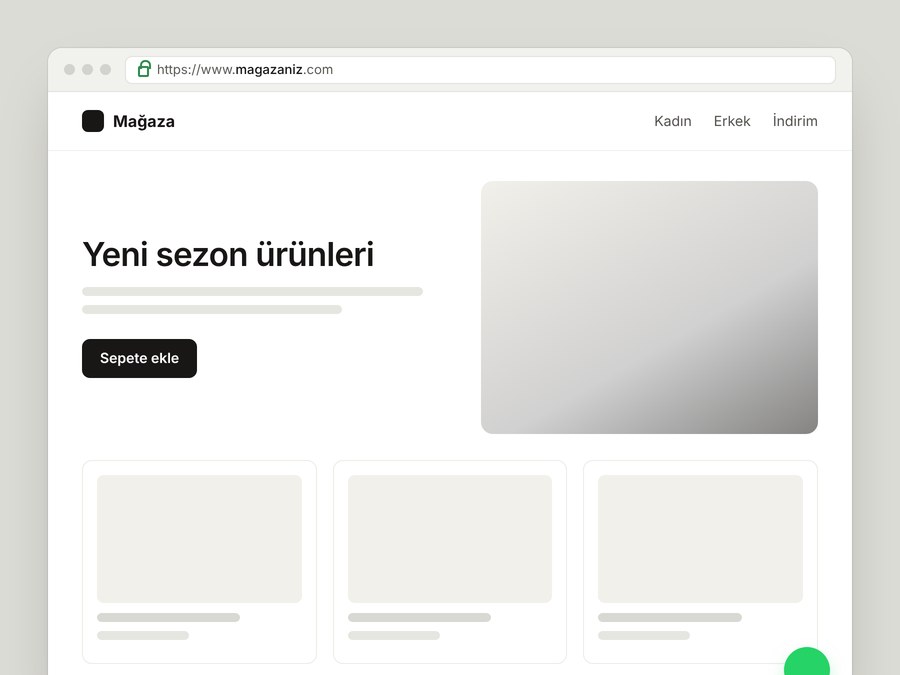 https://www.magazaniz.com
Mağaza
Kadın Erkek İndirim
Yeni sezon ürünleri
Sepete ekle